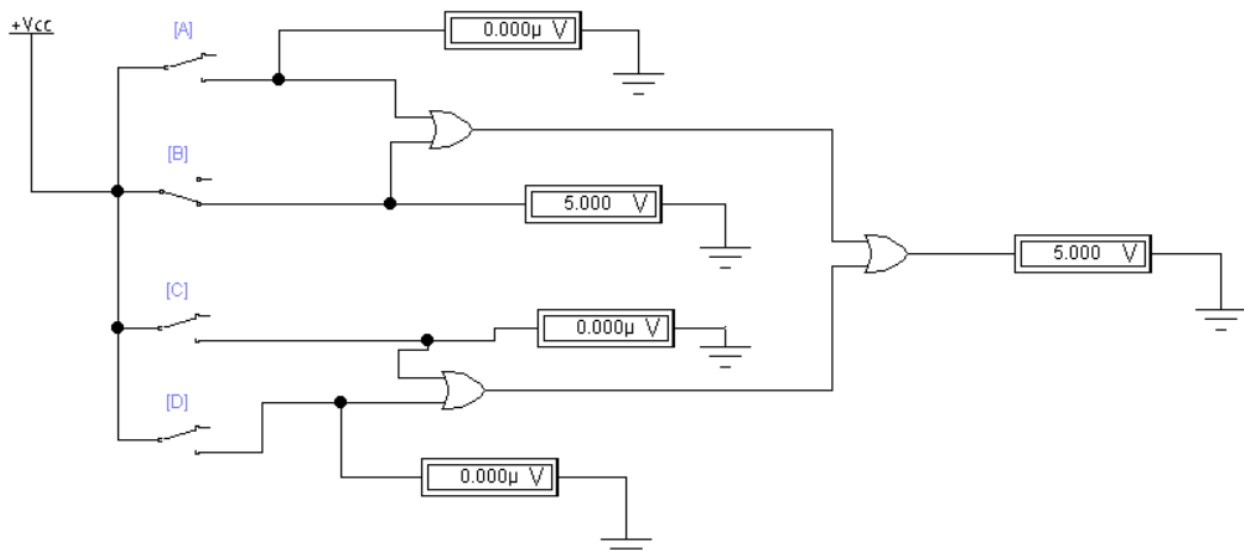 +Vcc
[A]
0.000µ V
[B]
5.000 V
5.000 V
[C]
0.000µ V
[D]
0.000µ V